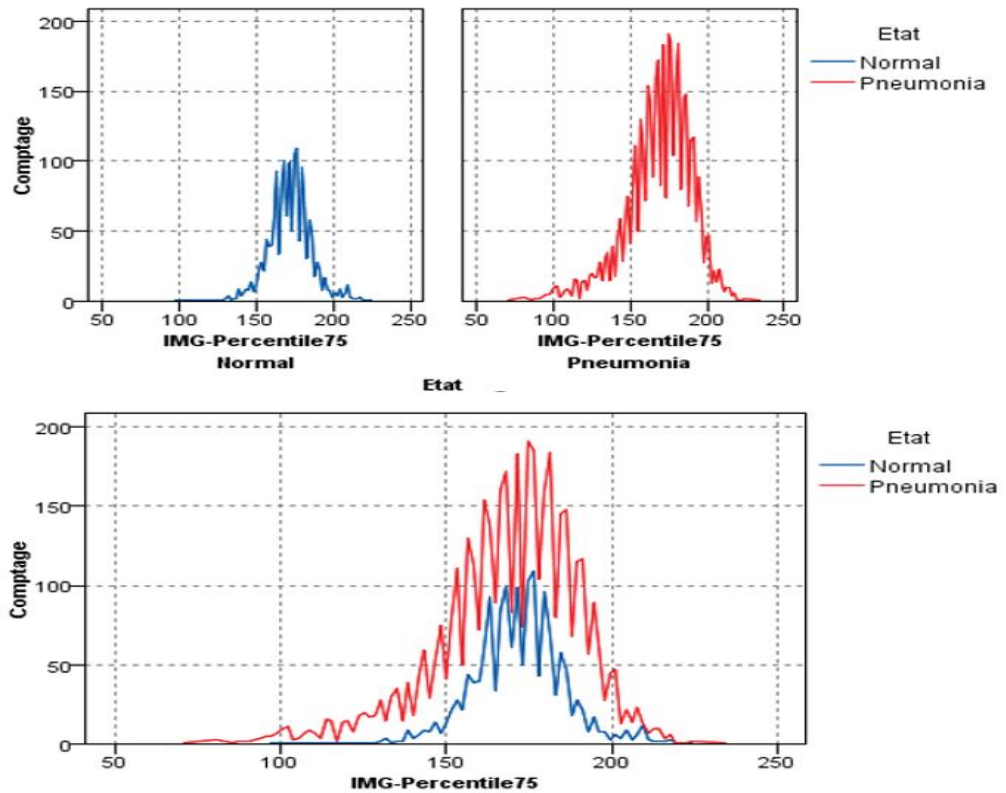 Etat
Normal
Pneumonia
Comptage
200
150
100
50
0
50 100 150 200 250
IMG-Percentile75
Normal
50 100 150 200 250
IMG-Percentile75
Pneumonia
Etat
Etat
Normal
Pneumonia
Comptage
200
150
100
50
0
50 100 150 200 250
IMG-Percentile75